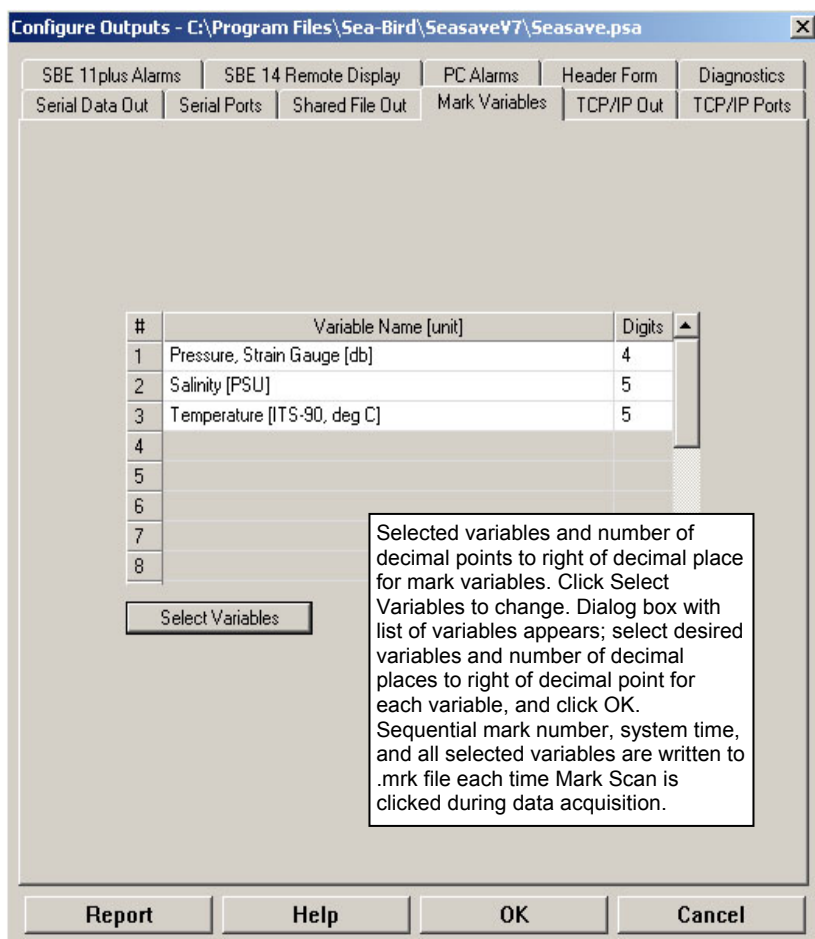 Configure Outputs - C:\Program Files\Sea-Bird\SeasaveV7\Seasave.psa
SBE 11plus Alarms SBE 14 Remote Display PC Alarms Header Form Diagnostics
Serial Data Out Serial Ports Shared File Out Mark Variables TCP/IP Out TCP/IP Ports
# Variable Name [unit] Digits
1 Pressure, Strain Gauge [db] 4
2 Salinity [PSU] 5
3 Temperature [ITS-90, deg C] 5
4
5
6
7
8
Select Variables
Selected variables and number of
decimal points to right of decimal place
for mark variables. Click Select
Variables to change. Dialog box with
list of variables appears; select desired
variables and number of decimal
places to right of decimal point for
each variable, and click OK.
Sequential mark number, system time,
and all selected variables are written to
.mrk file each time Mark Scan is
clicked during data acquisition.
Report Help OK Cancel